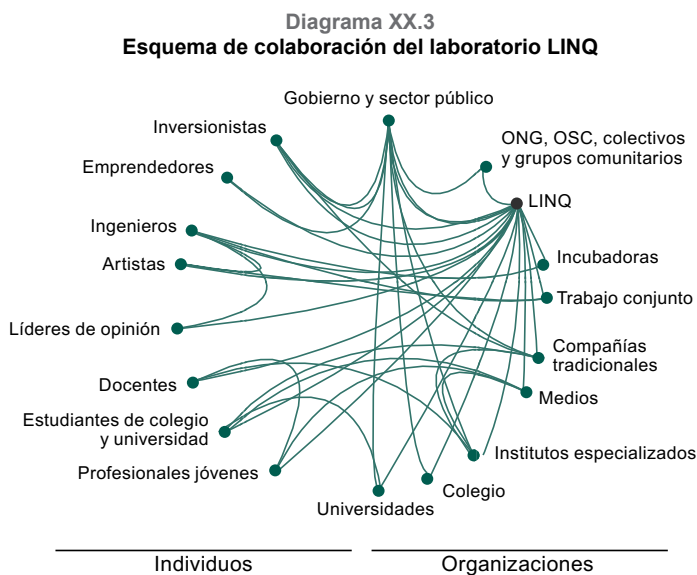 Diagrama XX.3
Esquema de colaboración del laboratorio LINQ
Gobierno y sector público
Inversionistas
ONG, OSC, colectivos
y grupos comunitarios
Emprendedores
LINQ
Ingenieros
Artistas
Incubadoras
Trabajo conjunto
Líderes de opinión
Compañías
tradicionales
Docentes
Medios
Estudiantes de colegio
y universidad
Institutos especializados
Profesionales jóvenes
Colegio
Universidades
Individuos
Organizaciones